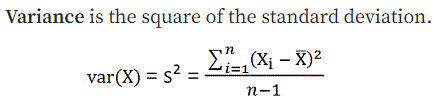 Variance is the square of the standard deviation.
var(X) = s² = ∑ⁿᵢ₌₁(Xᵢ − X̄)² / n−1